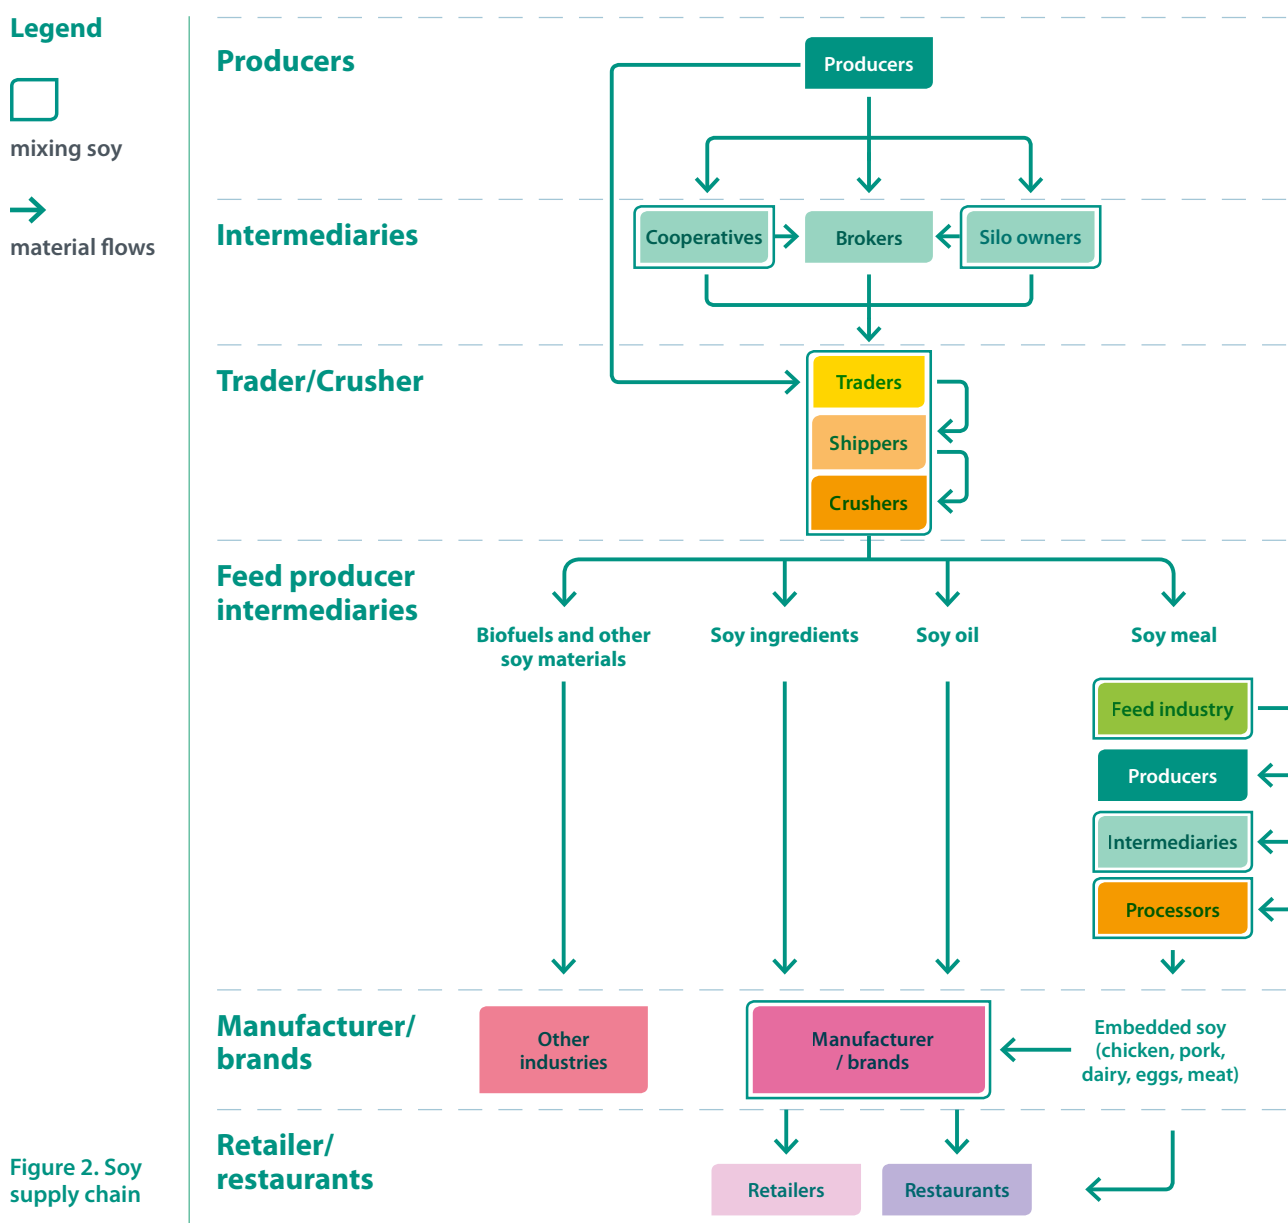 Legend
mixing soy
material flows
Producers
Producers
Intermediaries
Cooperatives
Brokers
Silo owners
Trader/Crusher
Traders
Shippers
Crushers
Feed producer
intermediaries
Biofuels and other
soy materials
Soy ingredients
Soy oil
Soy meal
Feed industry
Producers
Intermediaries
Processors
Manufacturer/
brands
Other
industries
Manufacturer
/ brands
Embedded soy
(chicken, pork,
dairy, eggs, meat)
Retailer/
restaurants
Retailers
Restaurants
Figure 2. Soy
supply chain